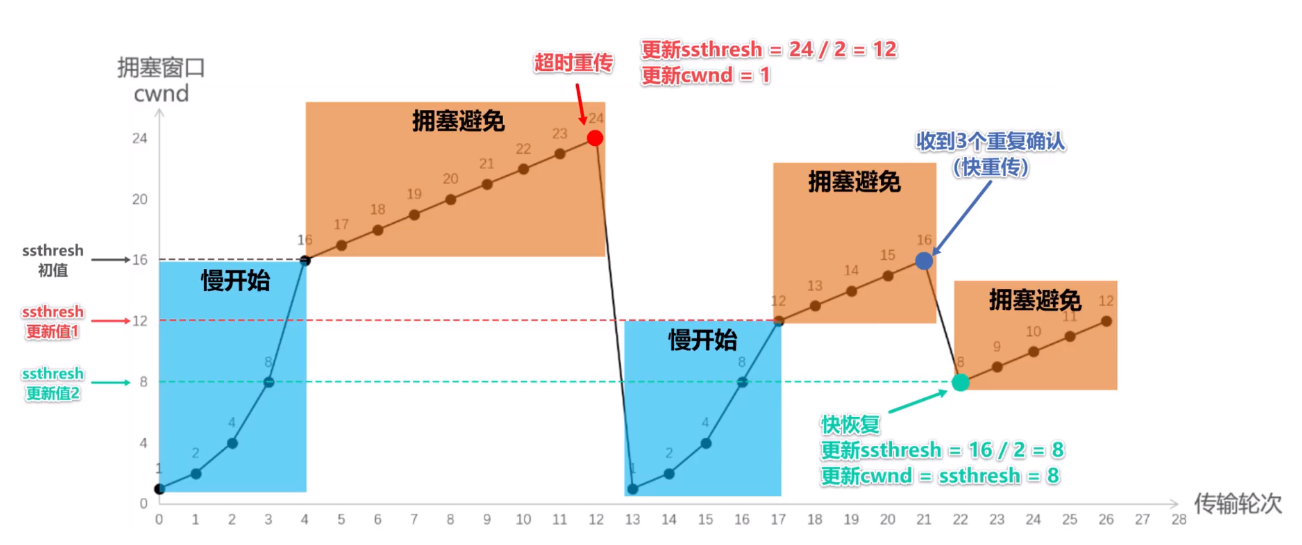 拥塞窗口
cwnd
超时重传
更新ssthresh = 24 / 2 = 12
更新cwnd = 1
拥塞避免
收到3个重复确认
(快重传)
拥塞避免
拥塞避免
慢开始
慢开始
ssthresh
初值
ssthresh
更新值1
ssthresh
更新值2
24
20
16
12
8
4
0
1
2
4
8
16
17
18
19
20
21
22
23
24
1
2
4
8
12
13
14
15
16
8
9
10
11
12
快恢复
更新ssthresh = 16 / 2 = 8
更新cwnd = ssthresh = 8
0 1 2 3 4 5 6 7 8 9 10 11 12 13 14 15 16 17 18 19 20 21 22 23 24 25 26 27 28
传输轮次